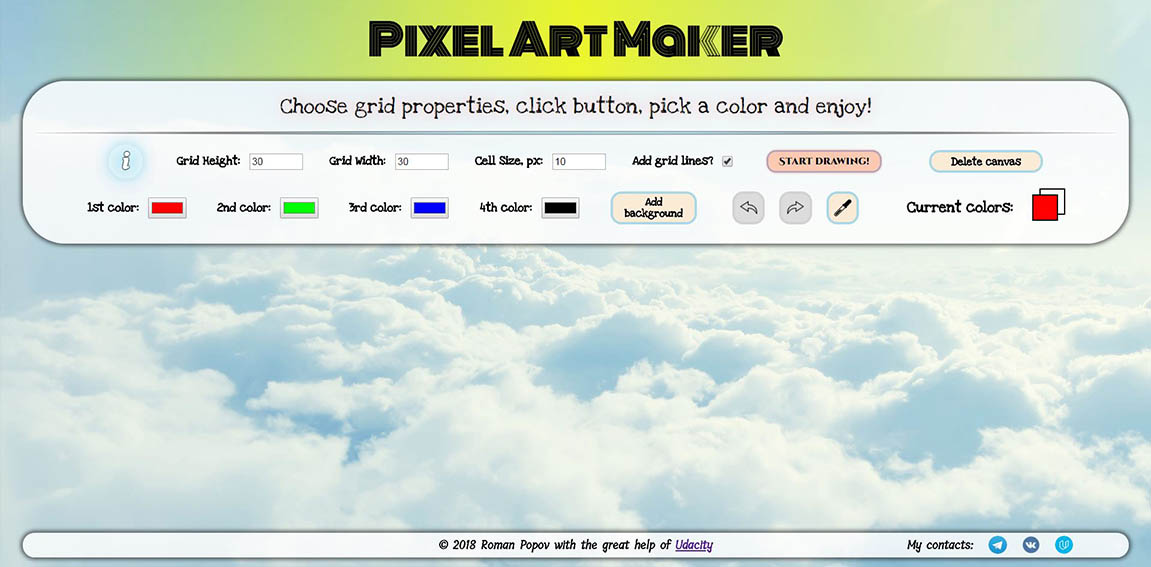 Pixel Art Maker
Choose grid properties, click button, pick a color and enjoy!
i Grid Height: 30 Grid Width: 30 Cell Size, px: 10 Add grid lines? START DRAWING! Delete canvas
1st color: 2nd color: 3rd color: 4th color: Add background Current colors:
© 2018 Roman Popov with the great help of Udacity My contacts: